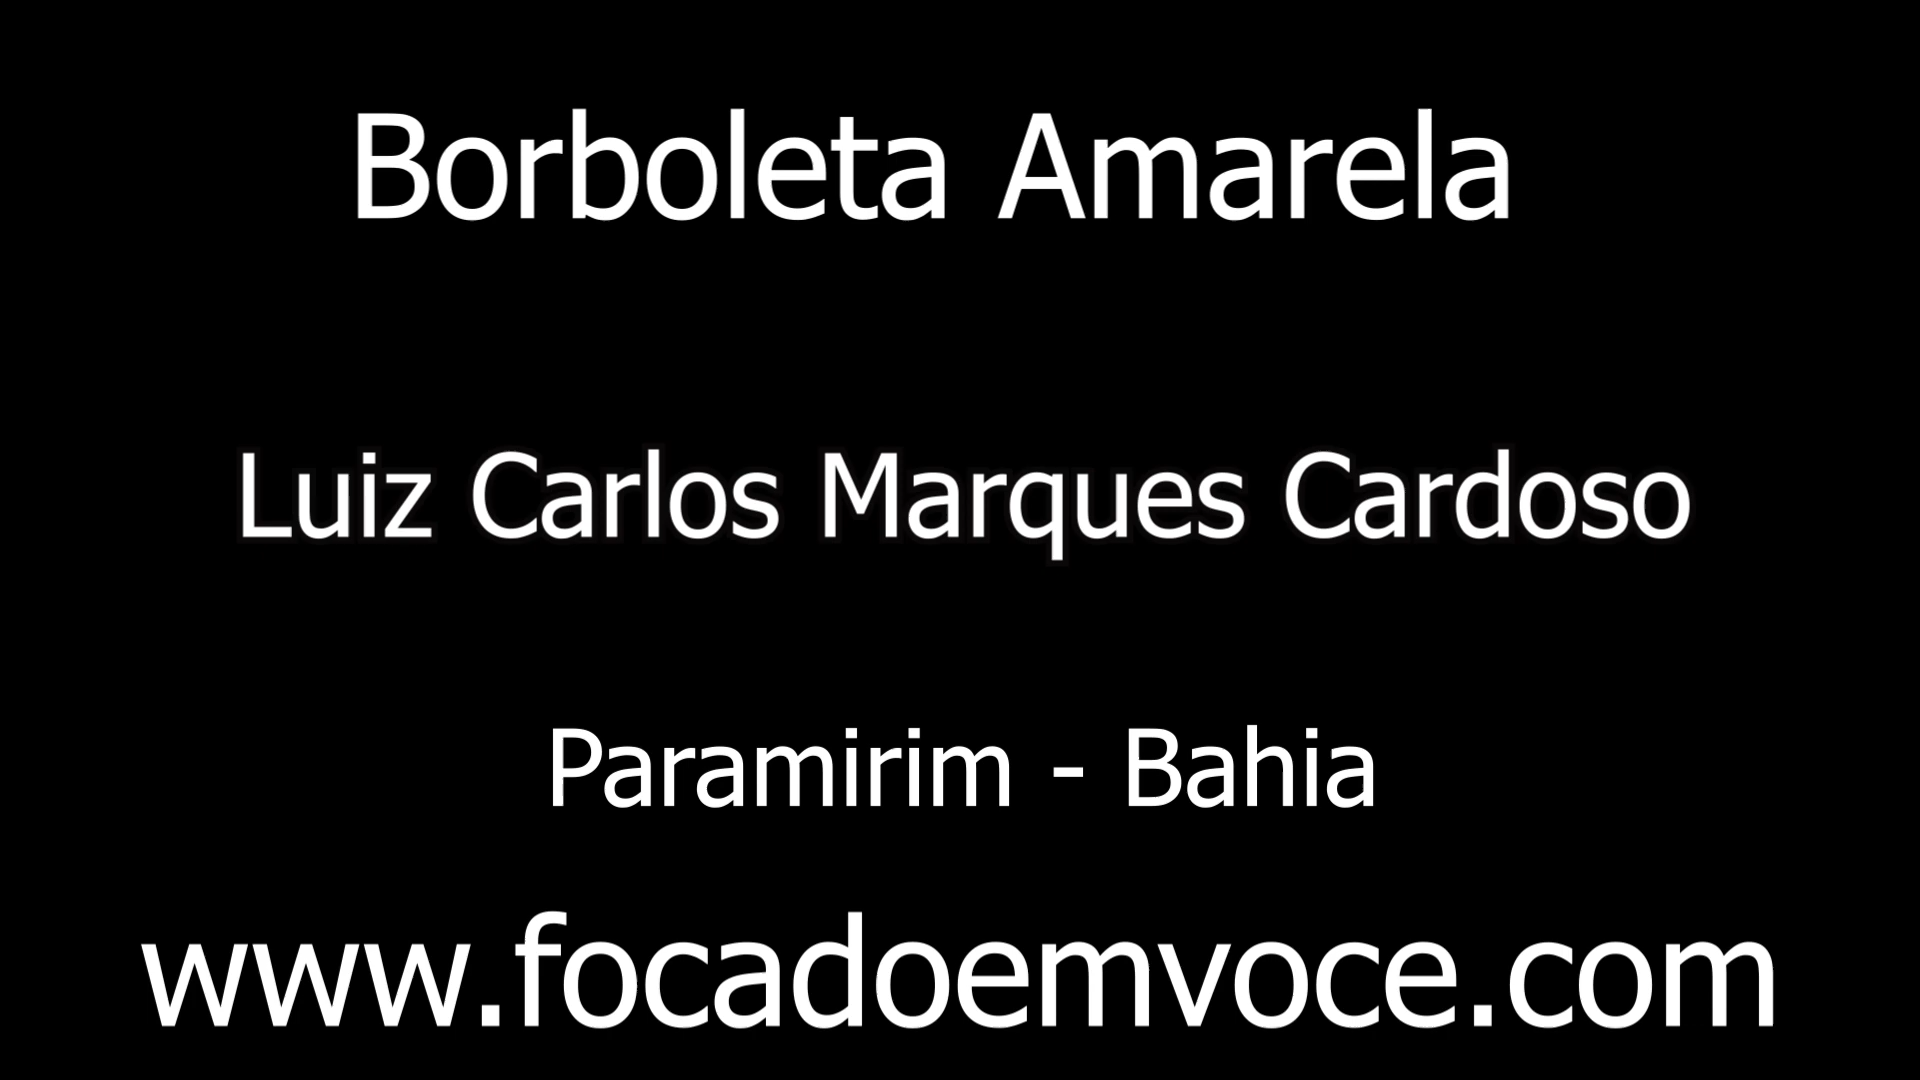 Borboleta Amarela
Luiz Carlos Marques Cardoso
Paramirim - Bahia
www.focadoemvoce.com